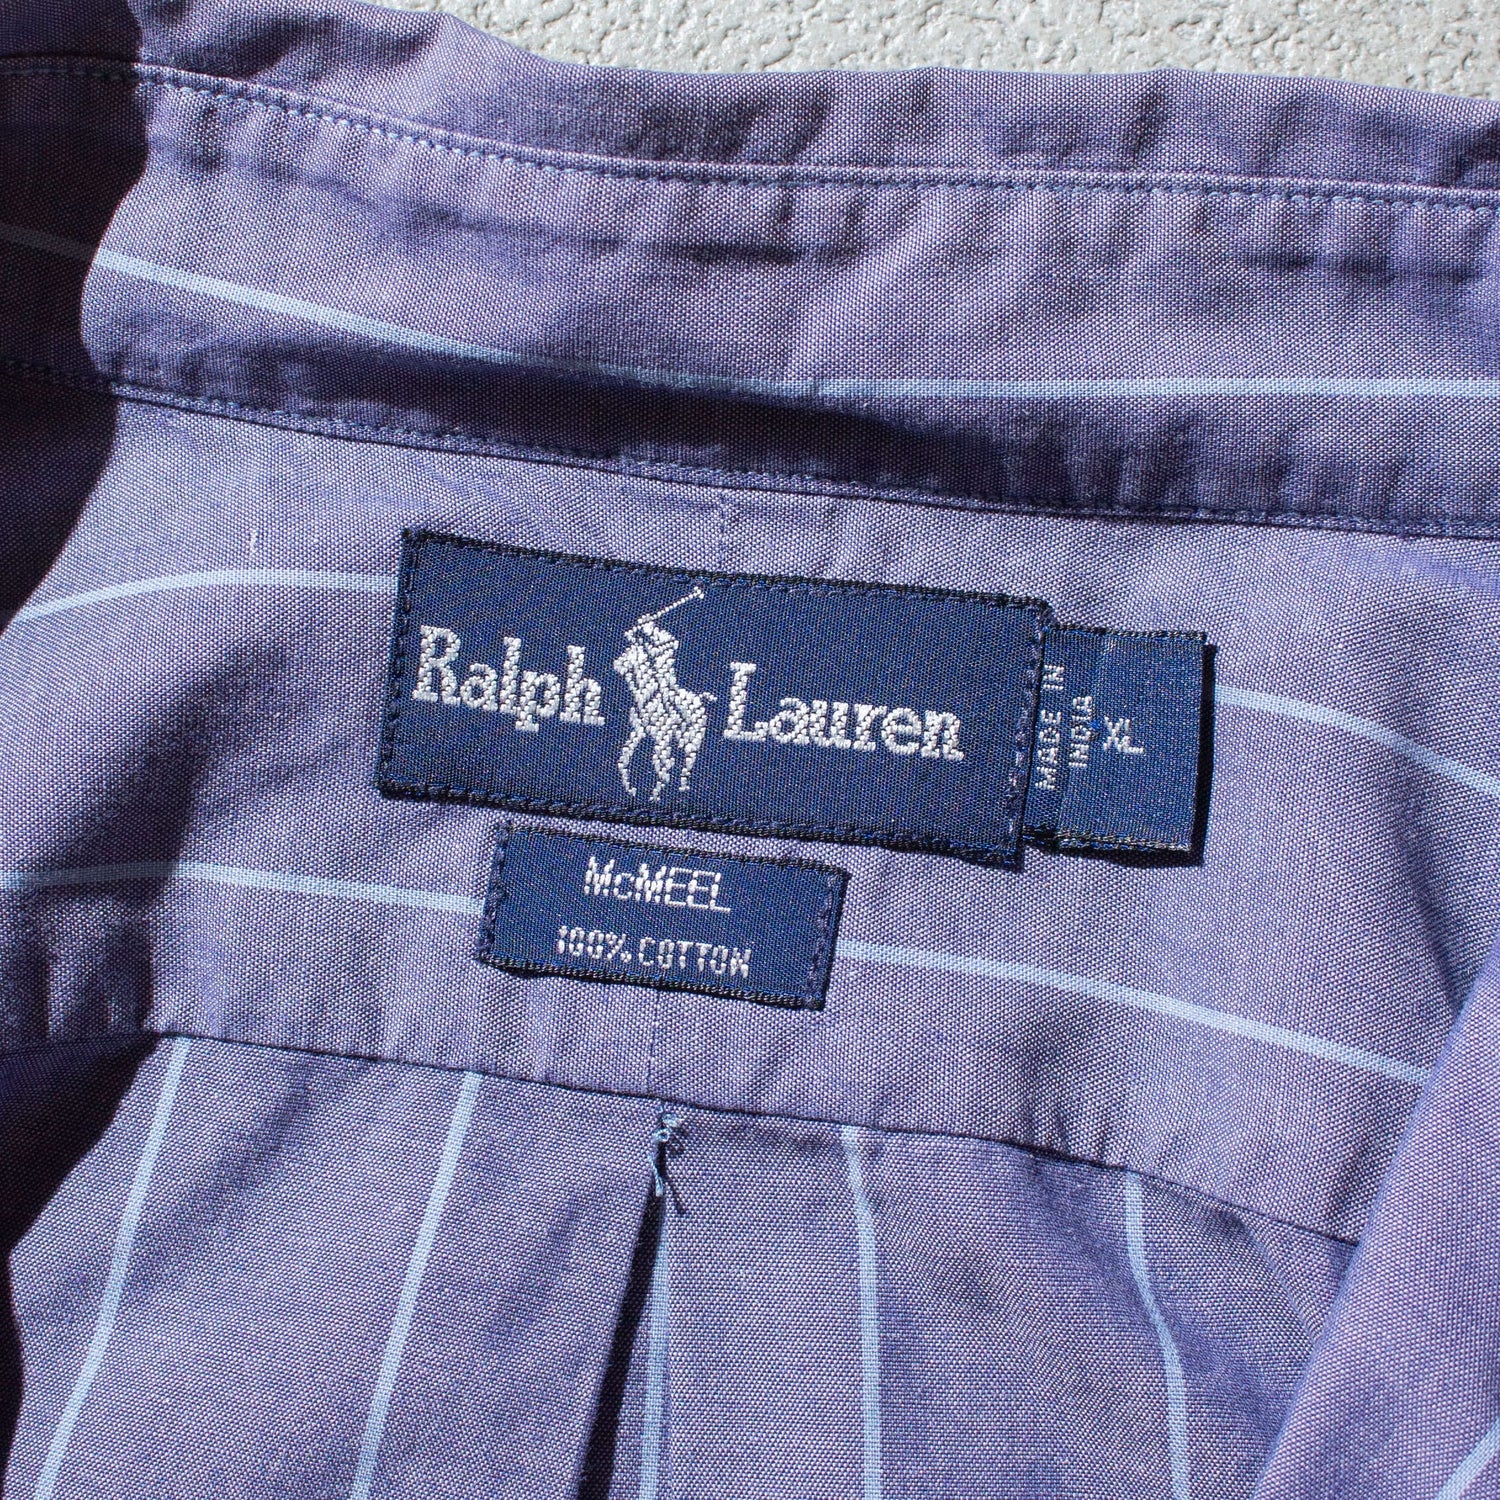 Ralph Lauren
MADE IN
INDIA
XL
McMEEL
100% COTTON